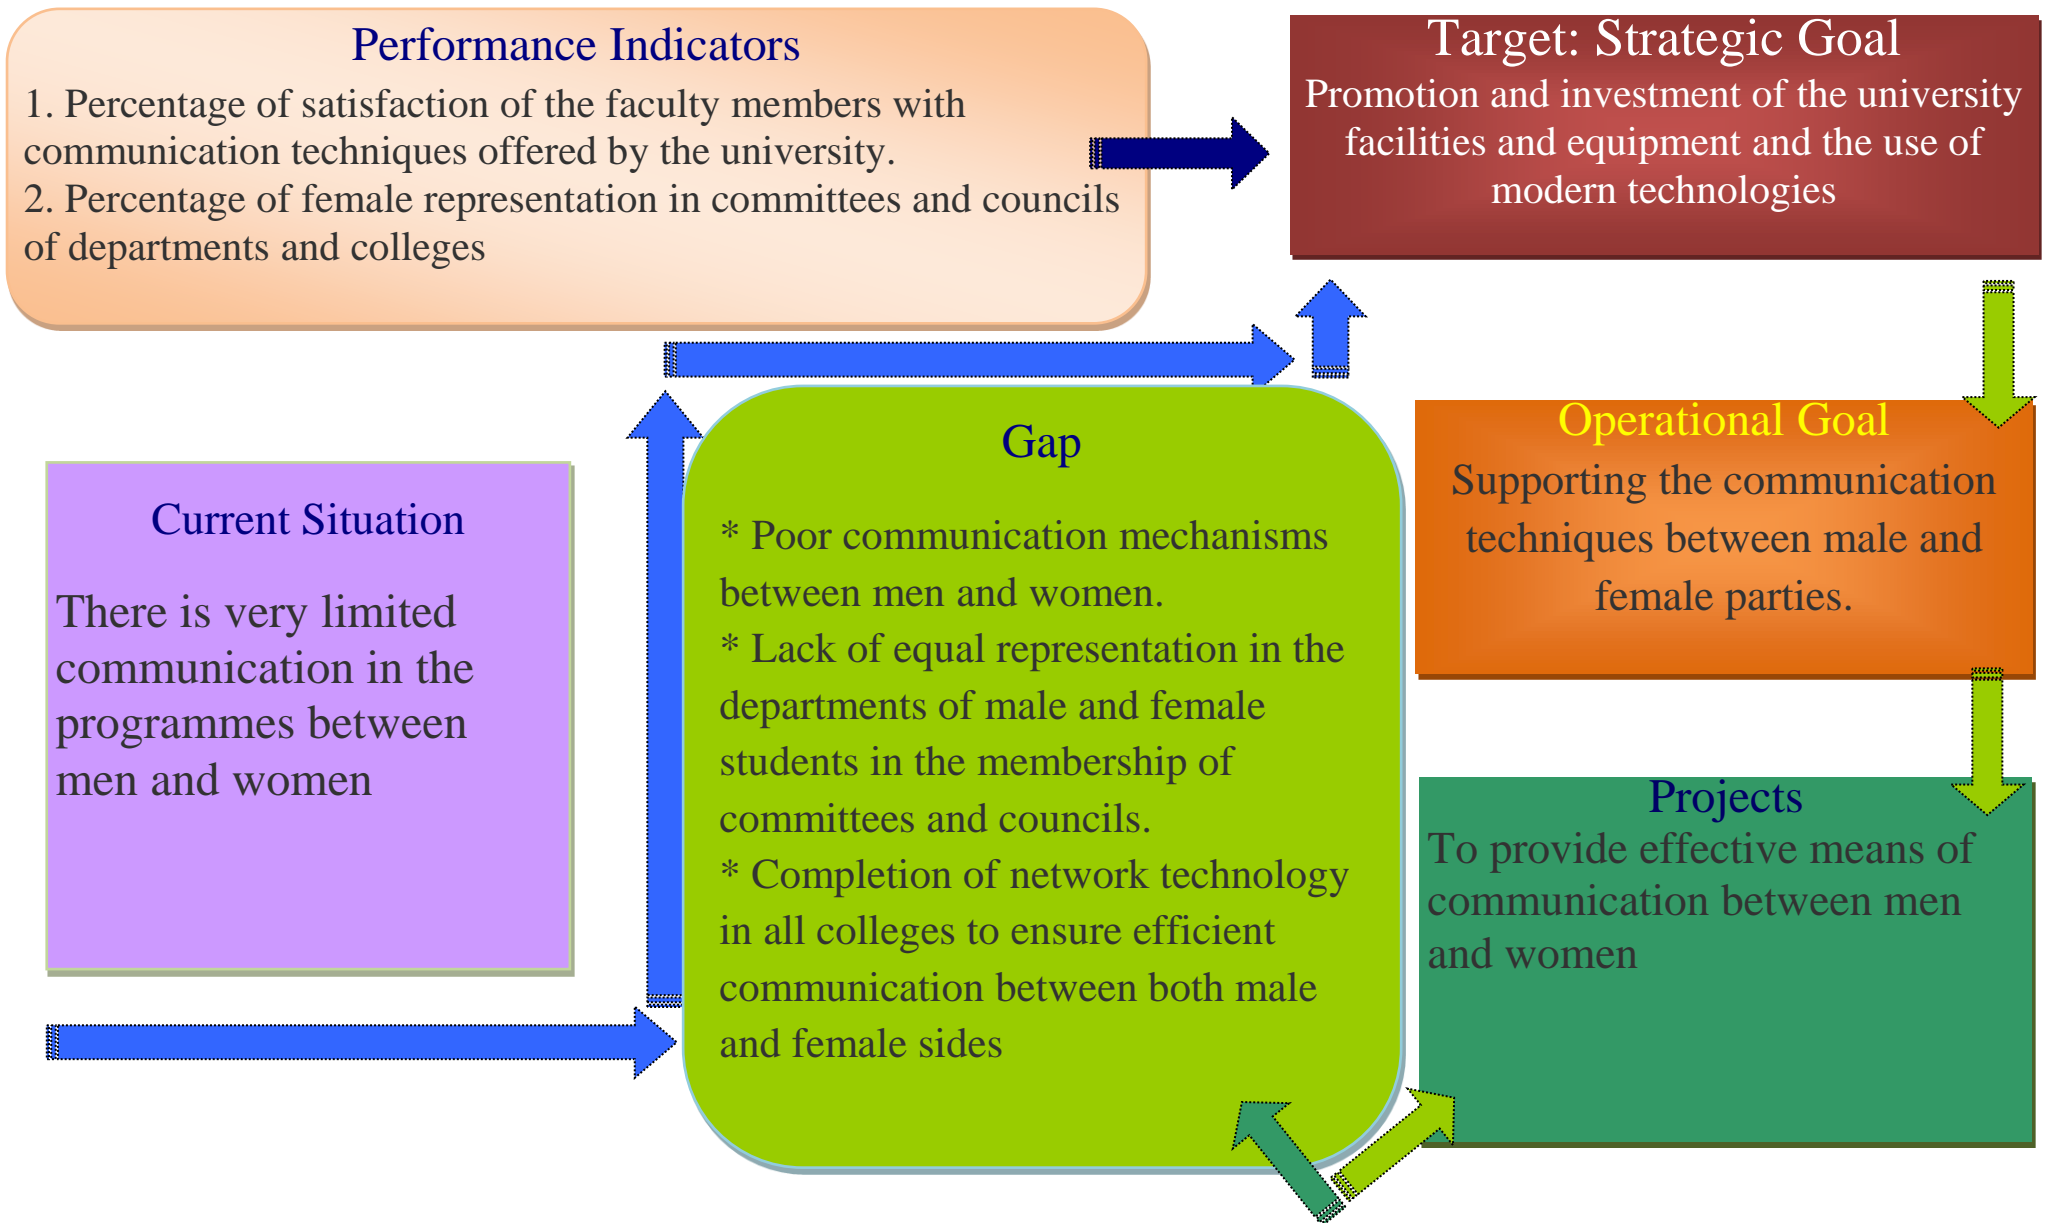 Performance Indicators
1. Percentage of satisfaction of the faculty members with
communication techniques offered by the university.
2. Percentage of female representation in committees and councils
of departments and colleges
Target: Strategic Goal
Promotion and investment of the university
facilities and equipment and the use of
modern technologies
Current Situation
There is very limited
communication in the
programmes between
men and women
Gap
* Poor communication mechanisms
between men and women.
* Lack of equal representation in the
departments of male and female
students in the membership of
committees and councils.
* Completion of network technology
in all colleges to ensure efficient
communication between both male
and female sides
Operational Goal
Supporting the communication
techniques between male and
female parties.
Projects
To provide effective means of
communication between men
and women